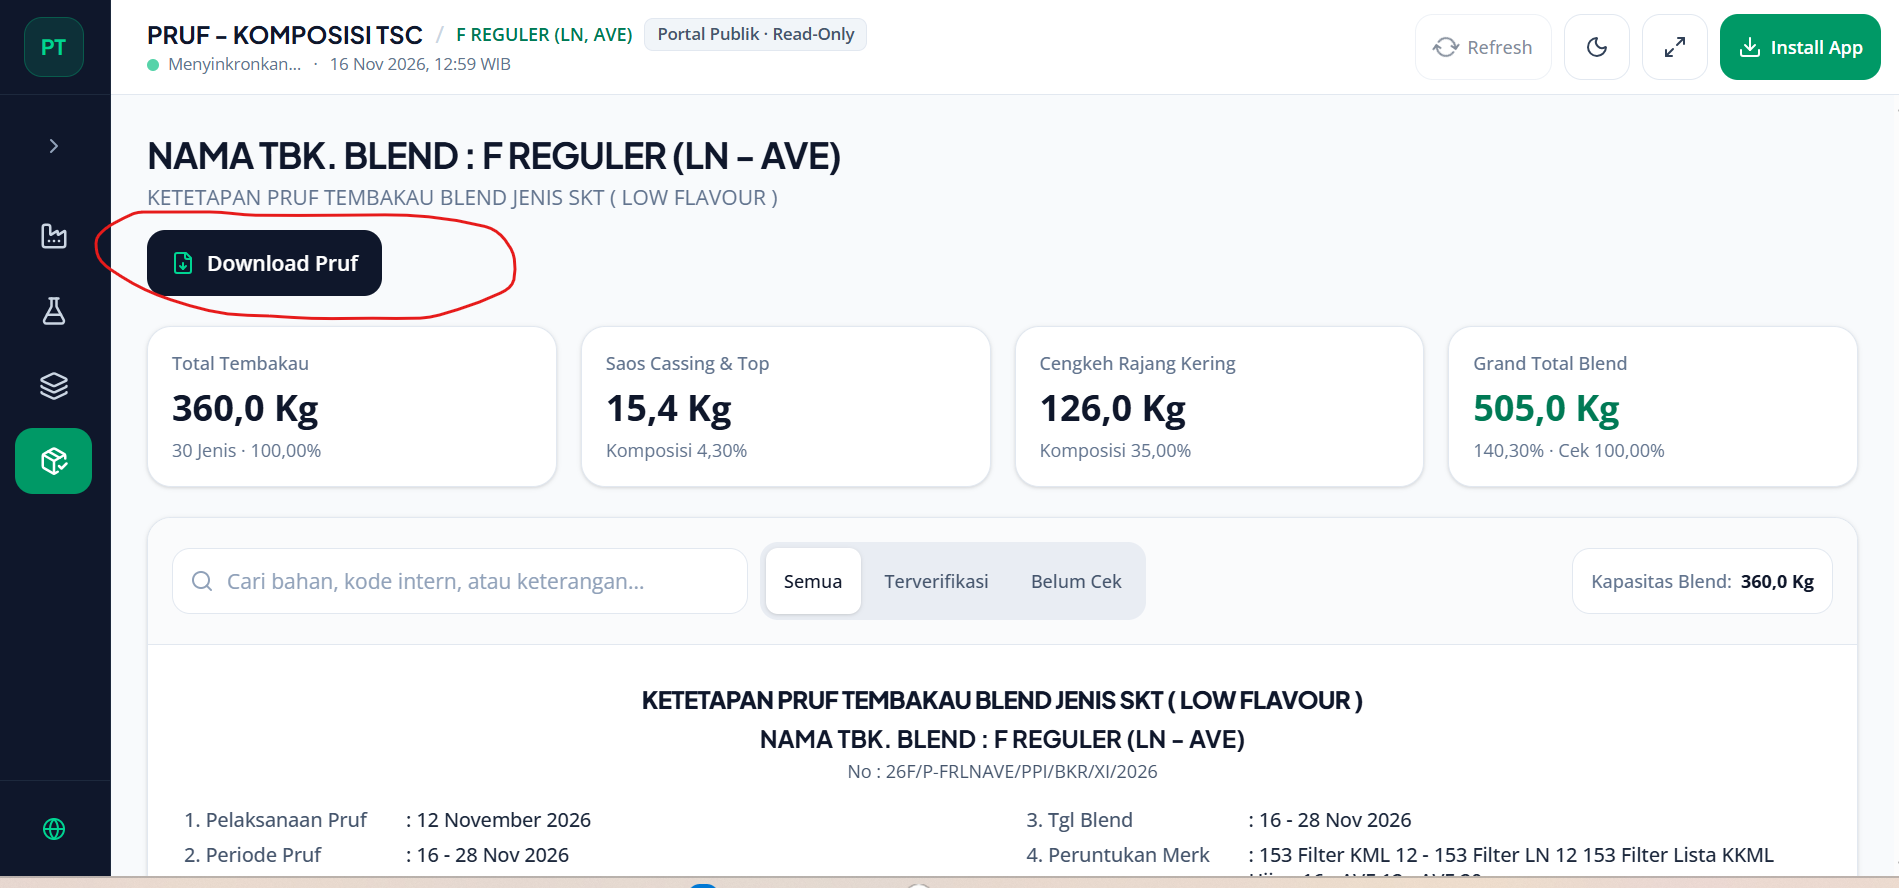 PT
PRUF – KOMPOSISI TSC / F REGULER (LN, AVE) Portal Publik · Read-Only
Menyinkronkan... · 16 Nov 2026, 12:59 WIB
Refresh
Install App
NAMA TBK. BLEND : F REGULER (LN – AVE)
KETETAPAN PRUF TEMBAKAU BLEND JENIS SKT ( LOW FLAVOUR )
Download Pruf
Total Tembakau
360,0 Kg
30 Jenis · 100,00%
Saos Cassing & Top
15,4 Kg
Komposisi 4,30%
Cengkeh Rajang Kering
126,0 Kg
Komposisi 35,00%
Grand Total Blend
505,0 Kg
140,30% · Cek 100,00%
Cari bahan, kode intern, atau keterangan...
Semua Terverifikasi Belum Cek
Kapasitas Blend: 360,0 Kg
KETETAPAN PRUF TEMBAKAU BLEND JENIS SKT ( LOW FLAVOUR )
NAMA TBK. BLEND : F REGULER (LN – AVE)
No : 26F/P-FRLNAVE/PPI/BKR/XI/2026
1. Pelaksanaan Pruf : 12 November 2026
2. Periode Pruf : 16 - 28 Nov 2026
3. Tgl Blend : 16 - 28 Nov 2026
4. Peruntukan Merk : 153 Filter KML 12 - 153 Filter LN 12 153 Filter Lista KKML